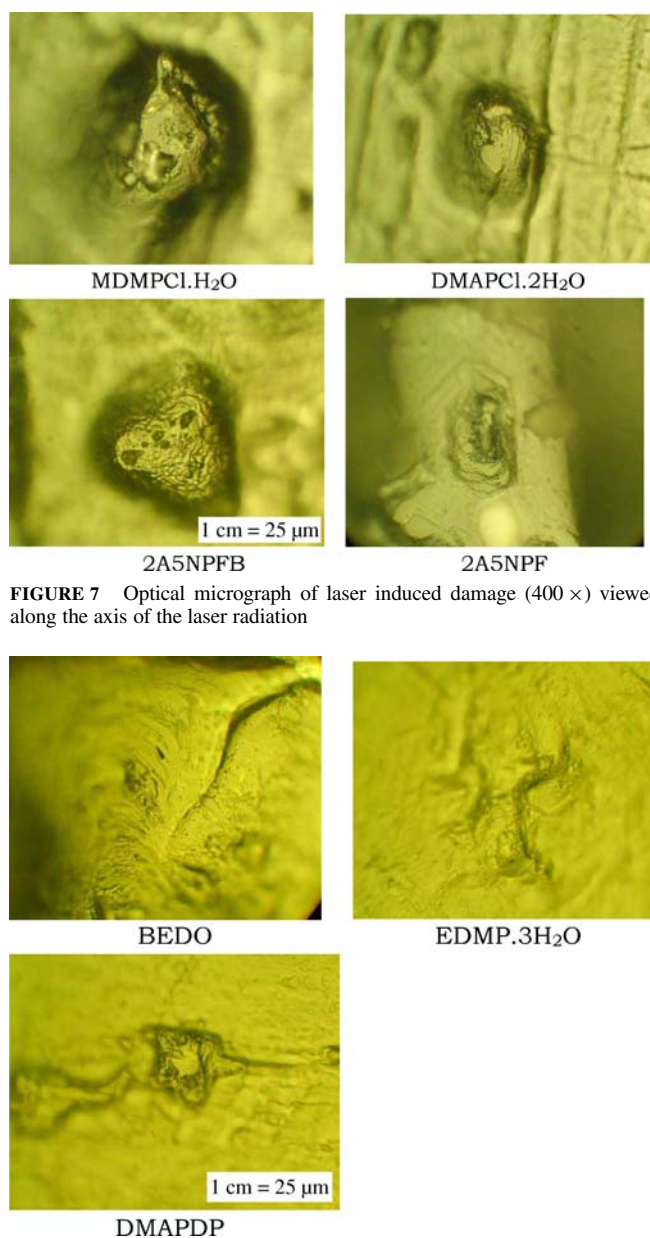 MDMPCl.H₂O
DMAPCl.2H₂O
1 cm = 25 μm
2A5NPFB
2A5NPF
FIGURE 7 Optical micrograph of laser induced damage (400 ×) viewed
along the axis of the laser radiation
BEDO
EDMP.3H₂O
1 cm = 25 μm
DMAPDP